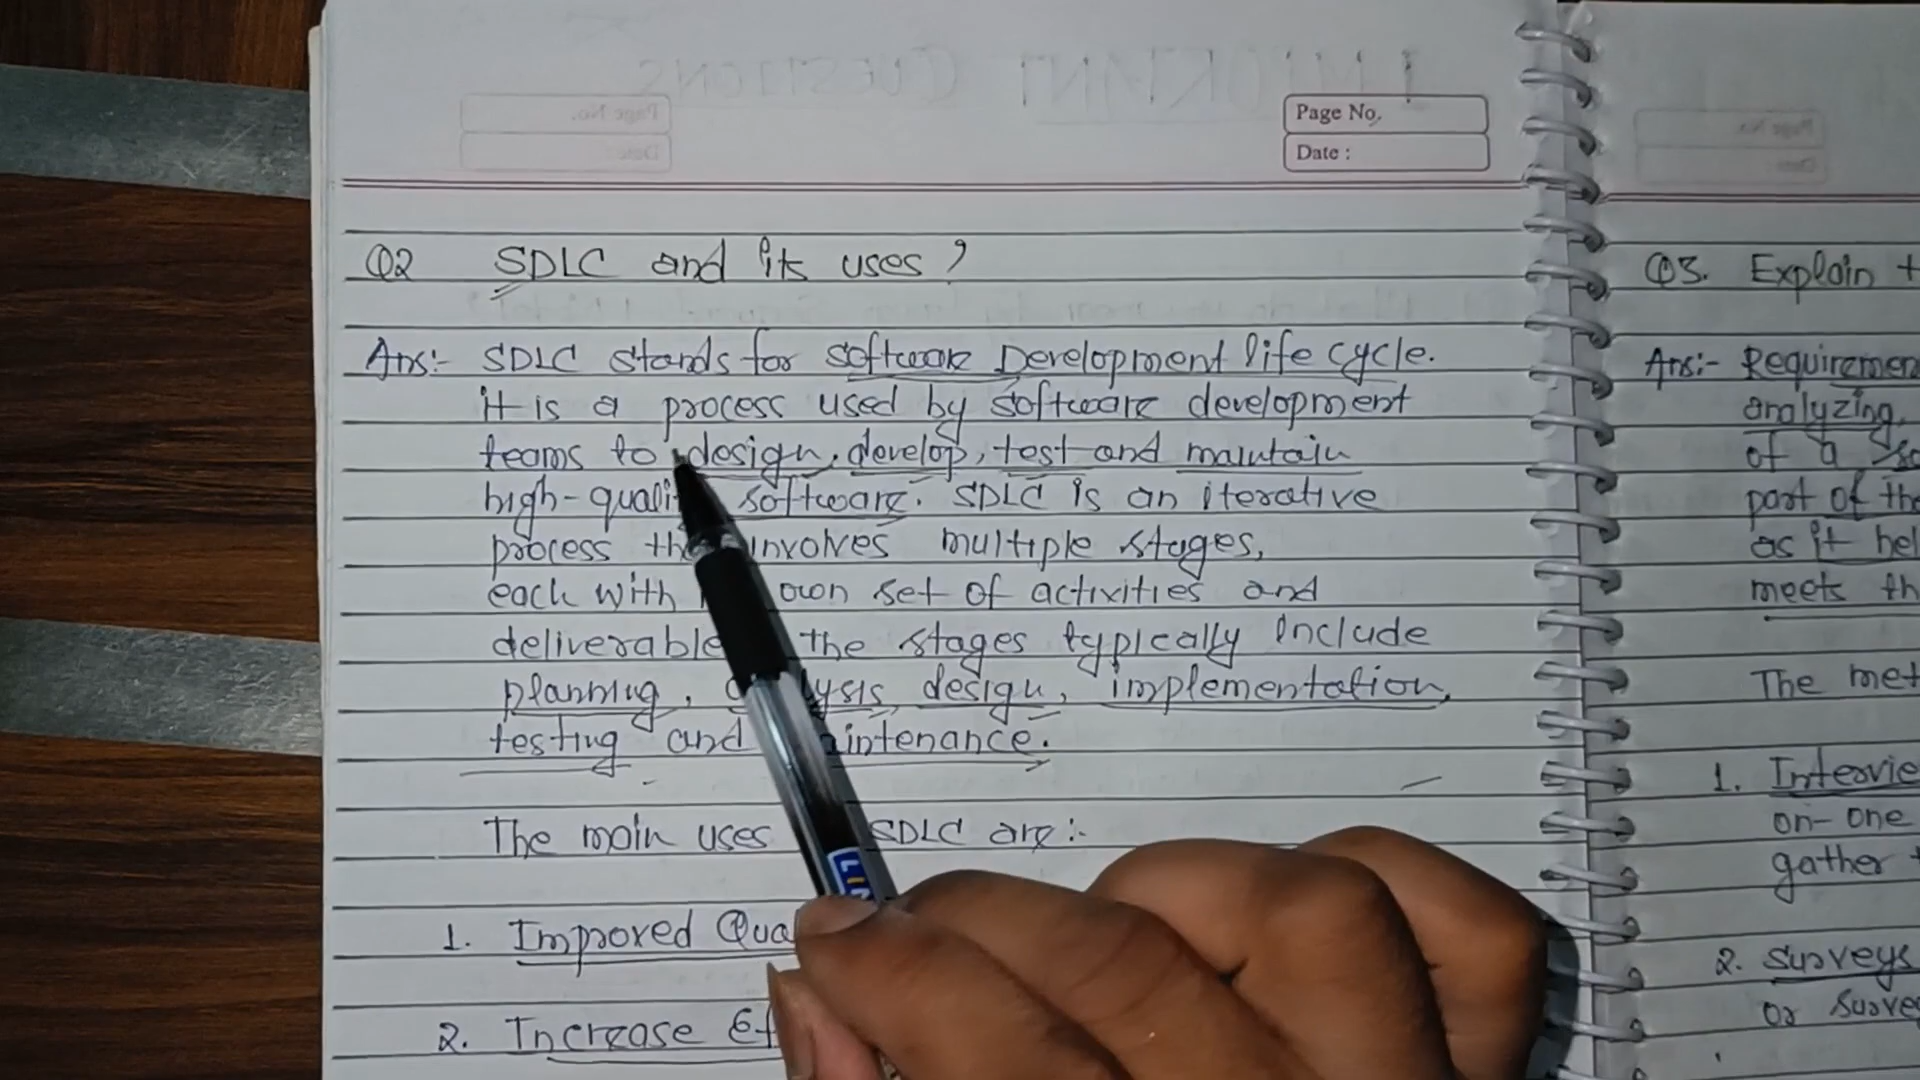 IMPORTANT QUESTIONS
Page No.
Date :
Q2 SDLC and its uses ?
Ans:- SDLC stands for software Development life cycle.
it is a process used by software development
teams to design, develop, test and maintain
high-quali software. SDLC is an iterative
process th involves multiple stages,
each with own set of activities and
deliverable the stages typically include
planning, ysis, design, implementation,
testing and intenance.
The main uses SDLC are:-
1. Improved Qua
2. Increase Ef
Q3. Explain t
Ans:- Requiremen
analyzing,
of a so
part of the
as it hel
meets th
The met
1. Intervie
on-one
gather t
2. Surveys
or surve